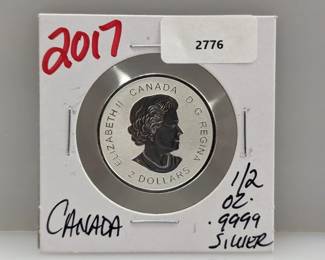 2017
2776
ELIZABETH II CANADA D·G·REGINA
2 DOLLARS
CANADA
1/2
OZ.
.9999
SILVER